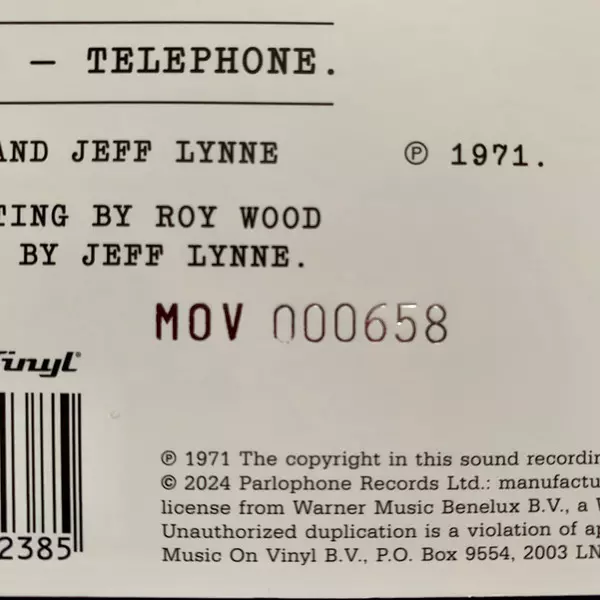 – TELEPHONE.
AND JEFF LYNNE
℗ 1971.
TING BY ROY WOOD
BY JEFF LYNNE.
MOV 000658
Vinyl®
2385
℗ 1971 The copyright in this sound recordin
© 2024 Parlophone Records Ltd.: manufactu
license from Warner Music Benelux B.V., a W
Unauthorized duplication is a violation of ap
Music On Vinyl B.V., P.O. Box 9554, 2003 LN